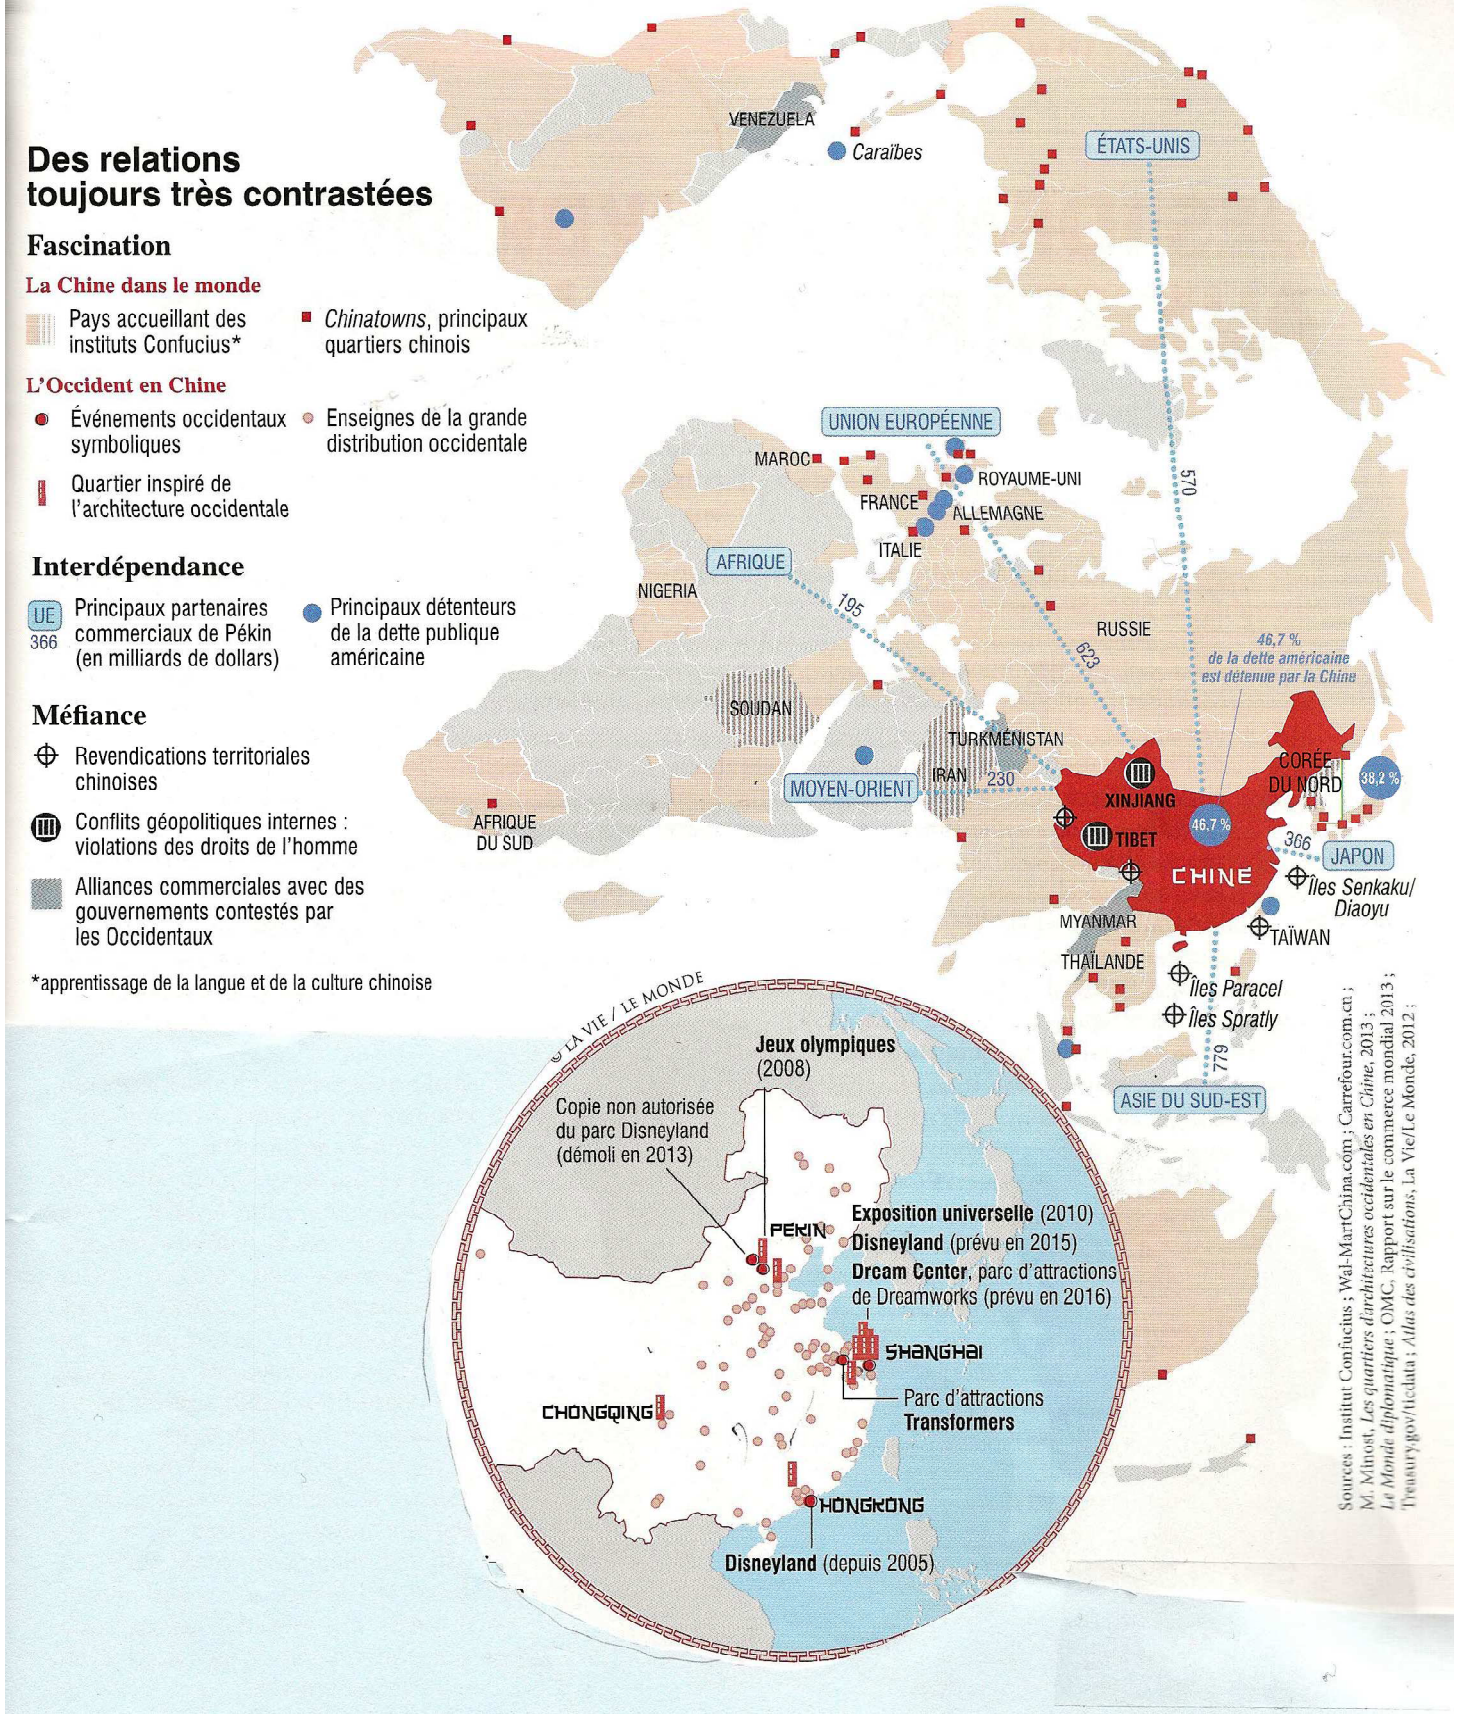 Des relations
toujours très contrastées
Fascination
La Chine dans le monde
Pays accueillant des
instituts Confucius*
Chinatowns, principaux
quartiers chinois
L'Occident en Chine
Événements occidentaux
symboliques
Enseignes de la grande
distribution occidentale
Quartier inspiré de
l'architecture occidentale
Interdépendance
UE
366
Principaux partenaires
commerciaux de Pékin
(en milliards de dollars)
Principaux détenteurs
de la dette publique
américaine
Méfiance
Revendications territoriales
chinoises
Conflits géopolitiques internes :
violations des droits de l'homme
Alliances commerciales avec des
gouvernements contestés par
les Occidentaux
*apprentissage de la langue et de la culture chinoise
VENEZUELA
Caraïbes
ÉTATS-UNIS
570
UNION EUROPÉENNE
MAROC
ROYAUME-UNI
FRANCE
ALLEMAGNE
ITALIE
AFRIQUE
195
NIGERIA
RUSSIE
623
46,7 %
de la dette américaine
est détenue par la Chine
SOUDAN
TURKMÉNISTAN
IRAN
230
MOYEN-ORIENT
CORÉE
DU NORD
38,2 %
XINJIANG
46,7 %
TIBET
CHINE
366
JAPON
AFRIQUE
DU SUD
Îles Senkaku/
Diaoyu
MYANMAR
TAÏWAN
THAÏLANDE
Îles Paracel
Îles Spratly
779
ASIE DU SUD-EST
© LA VIE / LE MONDE
Jeux olympiques
(2008)
Copie non autorisée
du parc Disneyland
(démoli en 2013)
PEKIN
Exposition universelle (2010)
Disneyland (prévu en 2015)
Dream Center, parc d'attractions
de Dreamworks (prévu en 2016)
SHANGHAI
Parc d'attractions
Transformers
CHONGQING
HONGKONG
Disneyland (depuis 2005)
Sources : Institut Confucius ; Wal-MartChina.com ; Carrefour.com.cn ;
M. Minost, Les quartiers d'architectures occidentales en Chine, 2013 ;
Le Monde diplomatique ; OMC, Rapport sur le commerce mondial 2013 ;
Treasury.gov/ticdata ; Atlas des civilisations, La Vie/Le Monde, 2012 ;